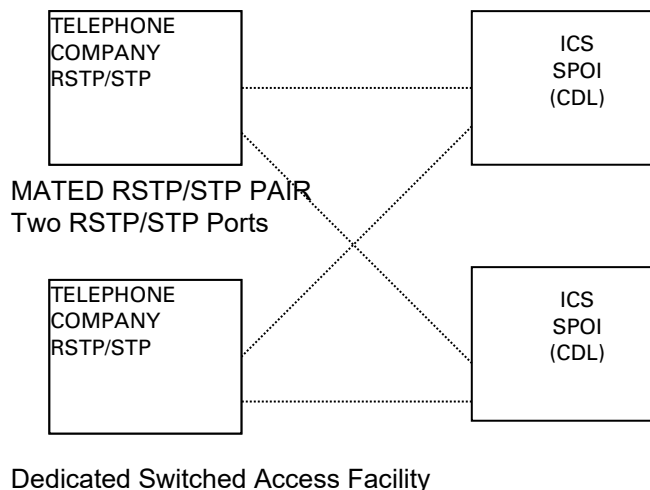 TELEPHONE
COMPANY
RSTP/STP
ICS
SPOI
(CDL)
MATED RSTP/STP PAIR
Two RSTP/STP Ports
TELEPHONE
COMPANY
RSTP/STP
ICS
SPOI
(CDL)
Dedicated Switched Access Facility